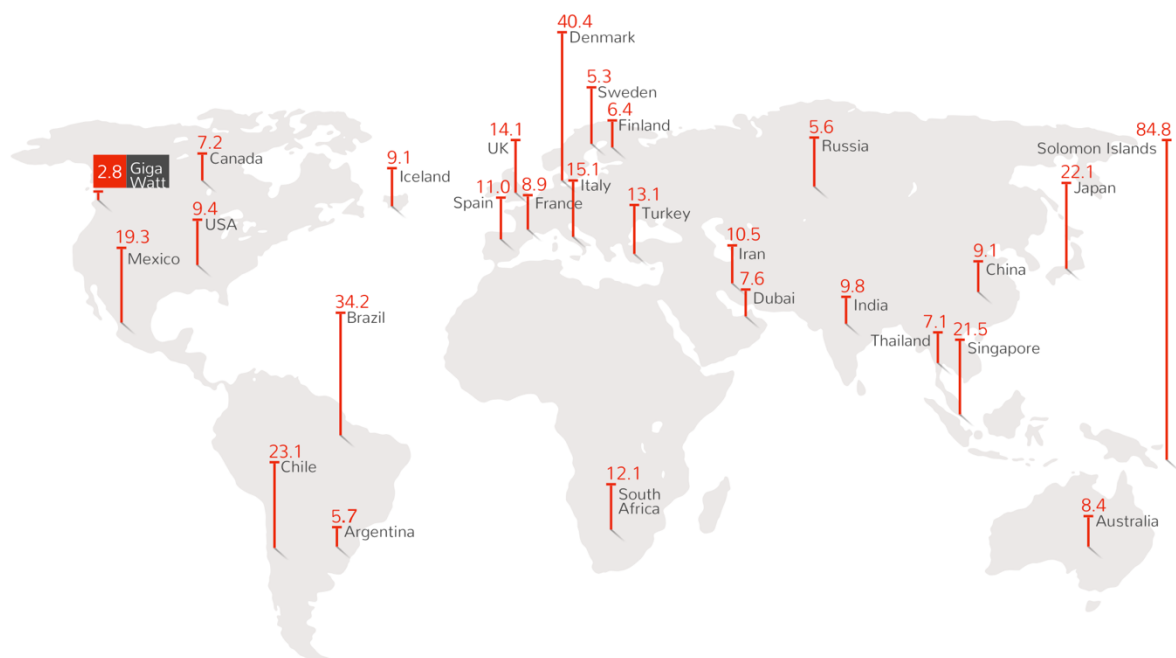 40.4
Denmark
5.3
Sweden
6.4
Finland
14.1
UK
5.6
Russia
84.8
Solomon Islands
7.2
Canada
2.8 Giga
Watt
9.1
Iceland
15.1
Italy
22.1
Japan
11.0
Spain
8.9
France
13.1
Turkey
9.4
USA
19.3
Mexico
10.5
Iran
9.1
China
7.6
Dubai
9.8
India
34.2
Brazil
7.1
Thailand
21.5
Singapore
23.1
Chile
12.1
South
Africa
5.7
Argentina
8.4
Australia